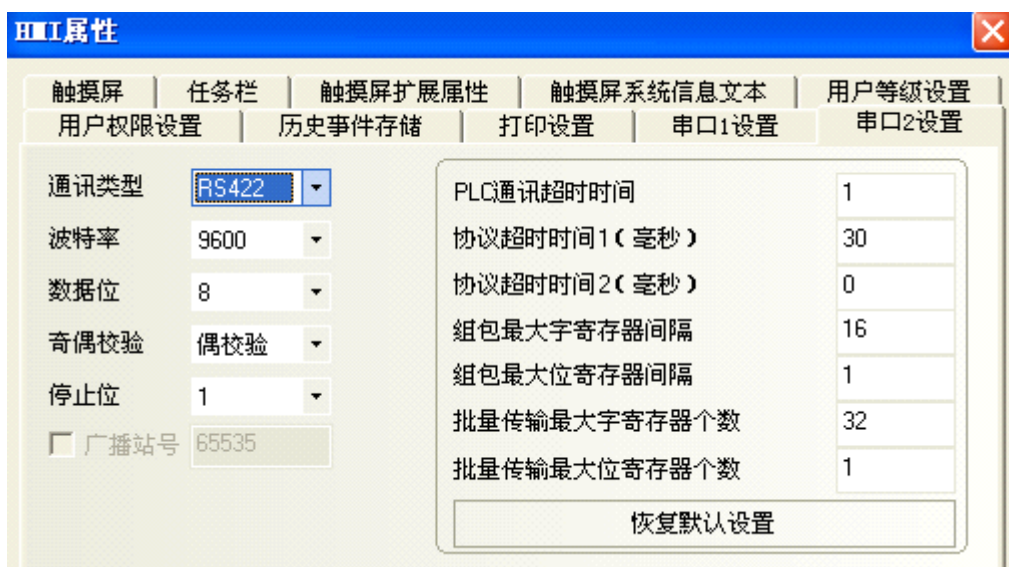 HMI属性
触摸屏 任务栏 触摸屏扩展属性 触摸屏系统信息文本 用户等级设置
用户权限设置 历史事件存储 打印设置 串口1设置 串口2设置
通讯类型 RS422
波特率 9600
数据位 8
奇偶校验 偶校验
停止位 1
广播站号 65535
PLC通讯超时时间 1
协议超时时间1(毫秒) 30
协议超时时间2(毫秒) 0
组包最大字寄存器间隔 16
组包最大位寄存器间隔 1
批量传输最大字寄存器个数 32
批量传输最大位寄存器个数 1
恢复默认设置